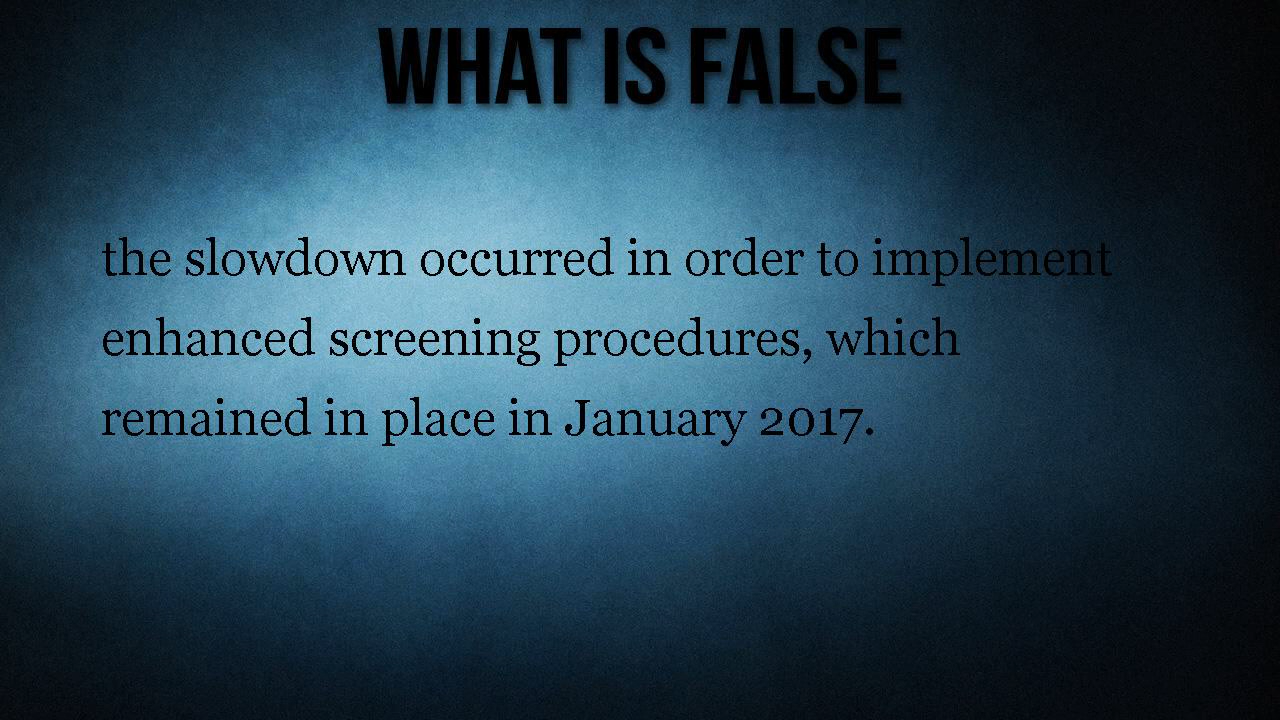 WHAT IS FALSE
the slowdown occurred in order to implement
enhanced screening procedures, which
remained in place in January 2017.